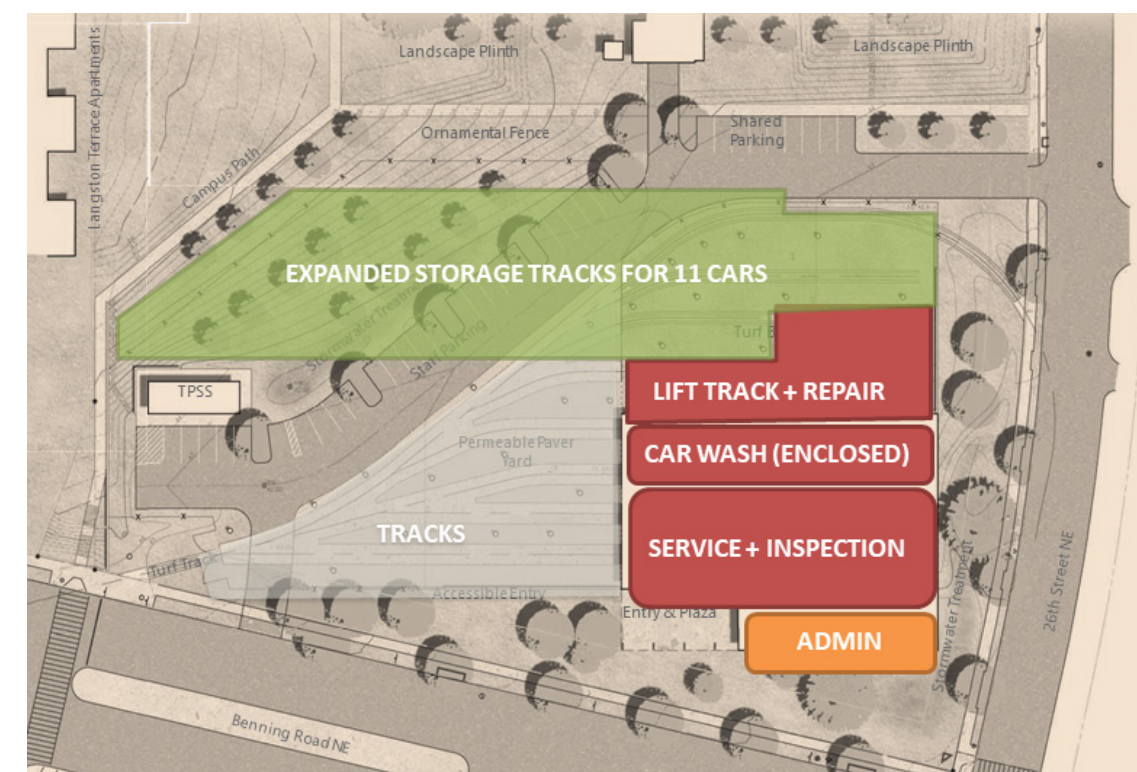 Landscape Plinth
Landscape Plinth
Langston Terrace Apartments
Ornamental Fence
Shared
Parking
Campus Path
EXPANDED STORAGE TRACKS FOR 11 CARS
Stormwater Treatment
Staff Parking
Turf
TPSS
LIFT TRACK + REPAIR
Permeable Paver
Yard
CAR WASH (ENCLOSED)
TRACKS
SERVICE + INSPECTION
Turf Track
Accessible Entry
Entry & Plaza
ADMIN
Stormwater Treatment
26th Street NE
Benning Road NE